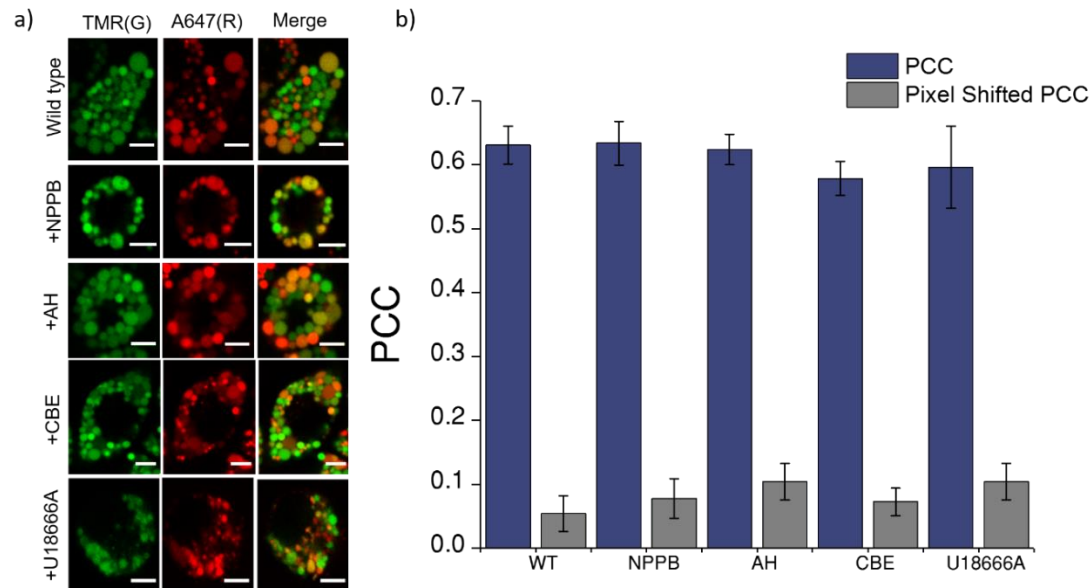 a)
TMR(G) A647(R) Merge
Wild type
+NPPB
+AH
+CBE
+U18666A
b)
PCC
Pixel Shifted PCC
PCC
0.7
0.6
0.5
0.4
0.3
0.2
0.1
0.0
WT NPPB AH CBE U18666A